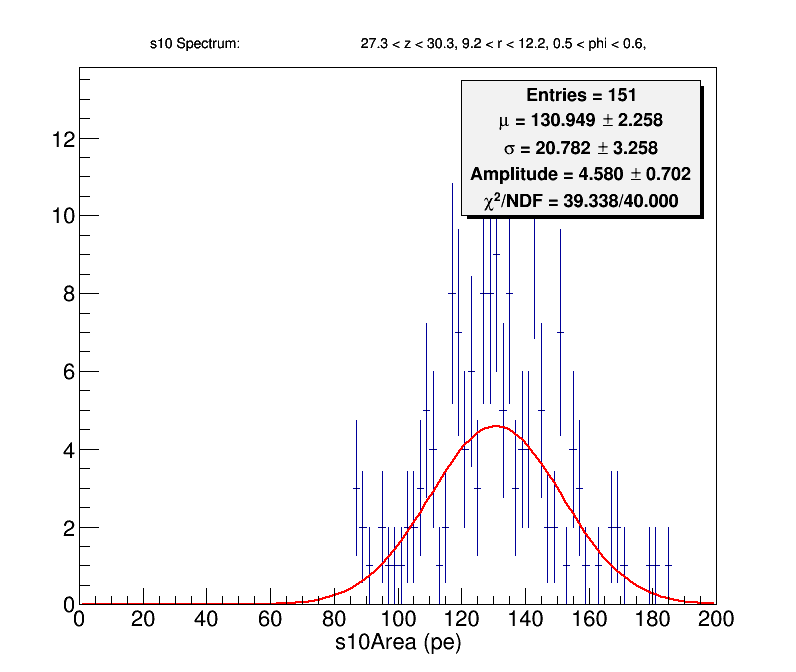 s10 Spectrum: 27.3 < z < 30.3, 9.2 < r < 12.2, 0.5 < phi < 0.6,
Entries = 151
μ = 130.949 ± 2.258
σ = 20.782 ± 3.258
Amplitude = 4.580 ± 0.702
χ²/NDF = 39.338/40.000
12
10
8
6
4
2
0
0 20 40 60 80 100 120 140 160 180 200
s10Area (pe)